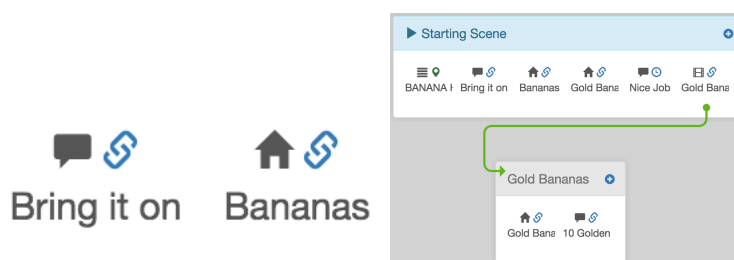 Bring it on
Bananas
Starting Scene
BANANA
Bring it on
Bananas
Gold Bana
Nice Job
Gold Bana
Gold Bananas
Gold Bana
10 Golden